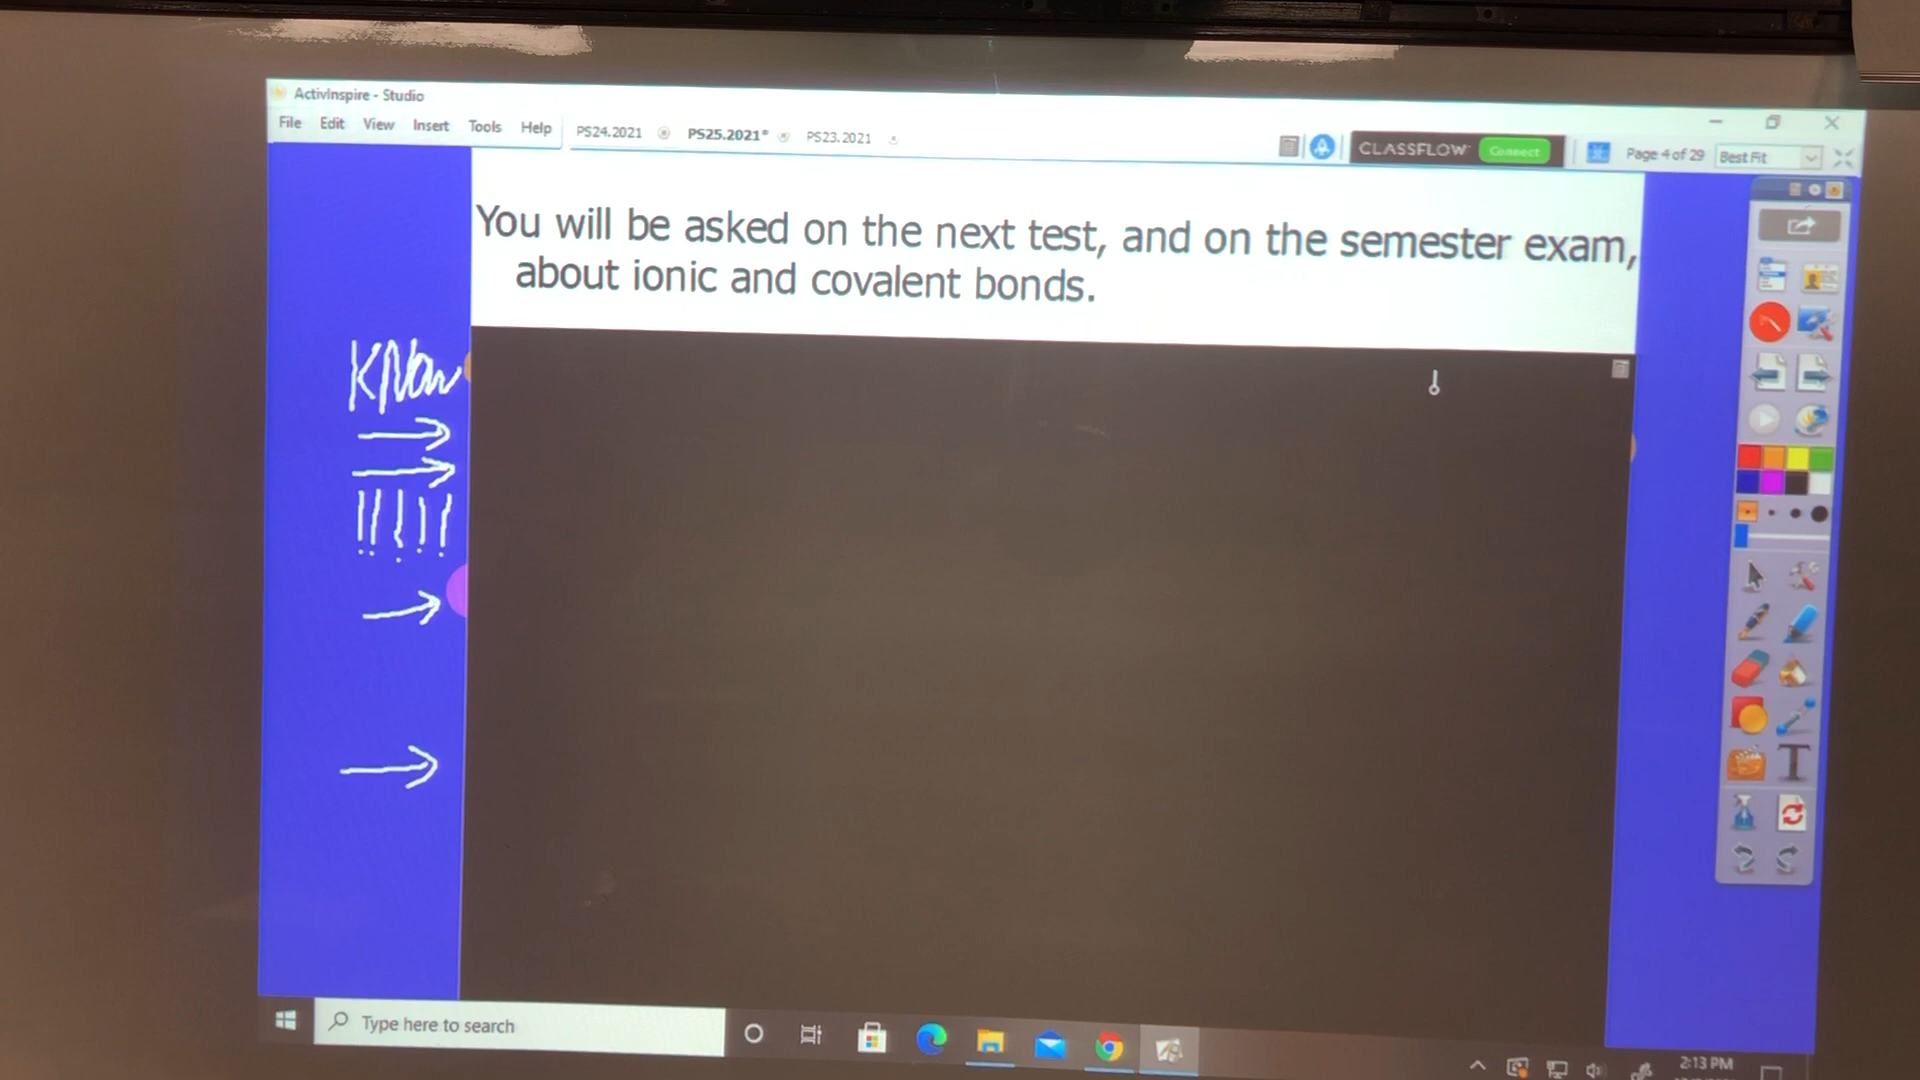 ActivInspire - Studio
File Edit View Insert Tools Help
PS24.2021 PS25.2021* PS23.2021
CLASSFLOW Connect
Page 4 of 29 Best Fit
You will be asked on the next test, and on the semester exam,
about ionic and covalent bonds.
KNow
!!!!!
T
Type here to search
2:13 PM